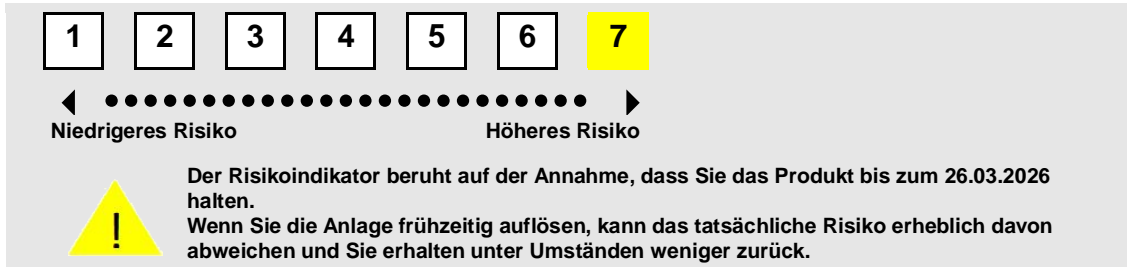 1 2 3 4 5 6 7
Niedrigeres Risiko Höheres Risiko
Der Risikoindikator beruht auf der Annahme, dass Sie das Produkt bis zum 26.03.2026
halten.
Wenn Sie die Anlage frühzeitig auflösen, kann das tatsächliche Risiko erheblich davon
abweichen und Sie erhalten unter Umständen weniger zurück.
!